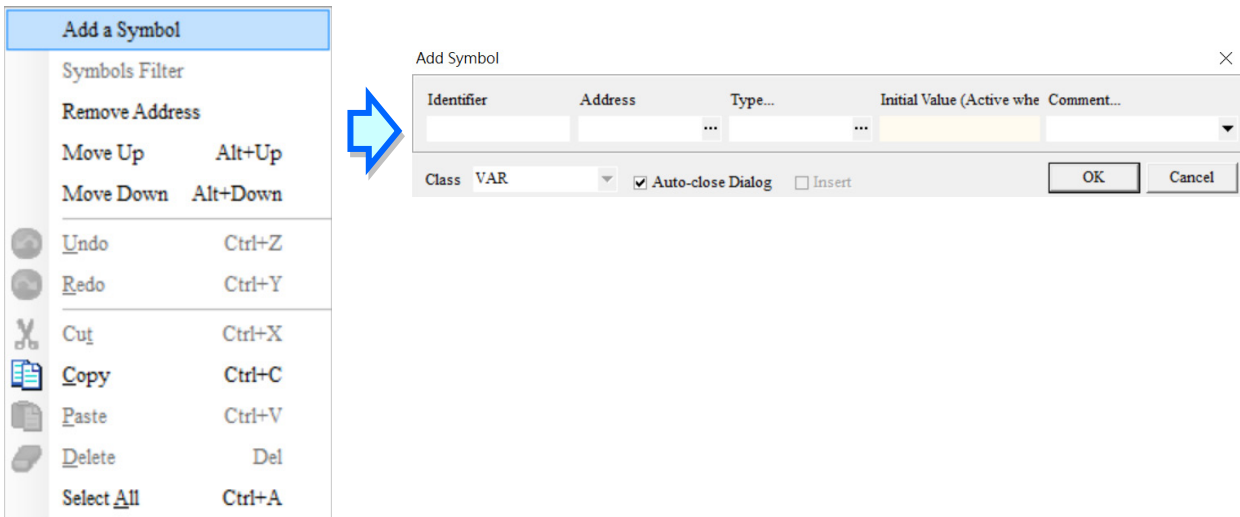 Add a Symbol
Symbols Filter
Remove Address
Move Up Alt+Up
Move Down Alt+Down
Undo Ctrl+Z
Redo Ctrl+Y
Cut Ctrl+X
Copy Ctrl+C
Paste Ctrl+V
Delete Del
Select All Ctrl+A
Add Symbol
Identifier Address Type... Initial Value (Active whe Comment...
... ...
Class VAR Auto-close Dialog Insert OK Cancel